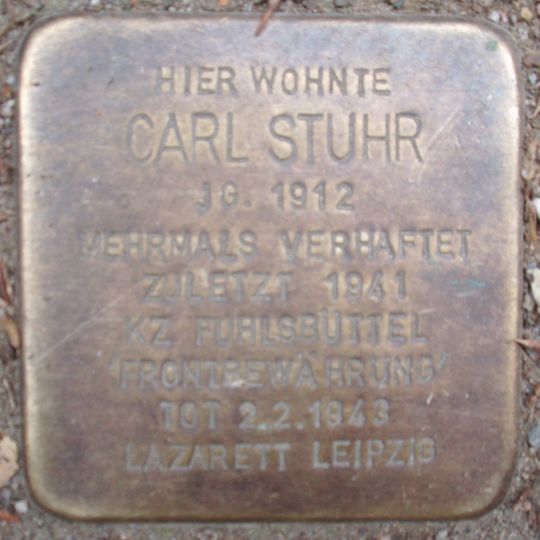 HIER WOHNTE
CARL STUHR
JG. 1912
MEHRMALS VERHAFTET
ZULETZT 1941
KZ FUHLSBÜTTEL
'FRONTBEWÄHRUNG'
TOT 2.2.1943
LAZARETT LEIPZIG